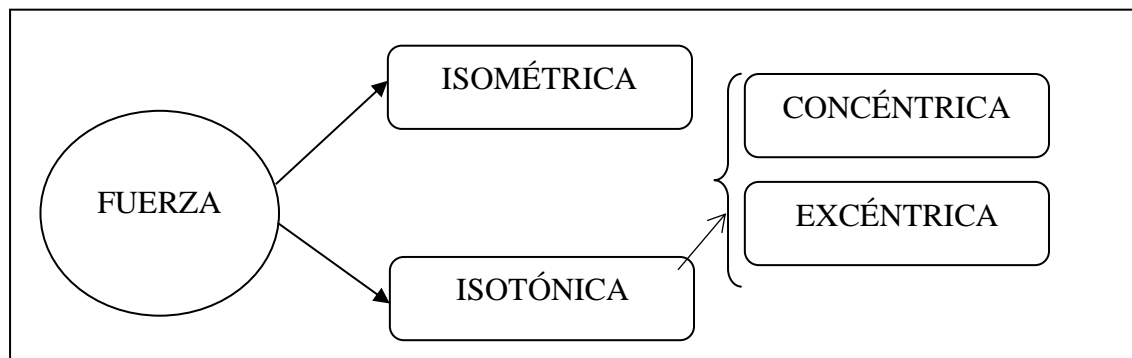 FUERZA
ISOMÉTRICA
ISOTÓNICA
CONCÉNTRICA
EXCÉNTRICA